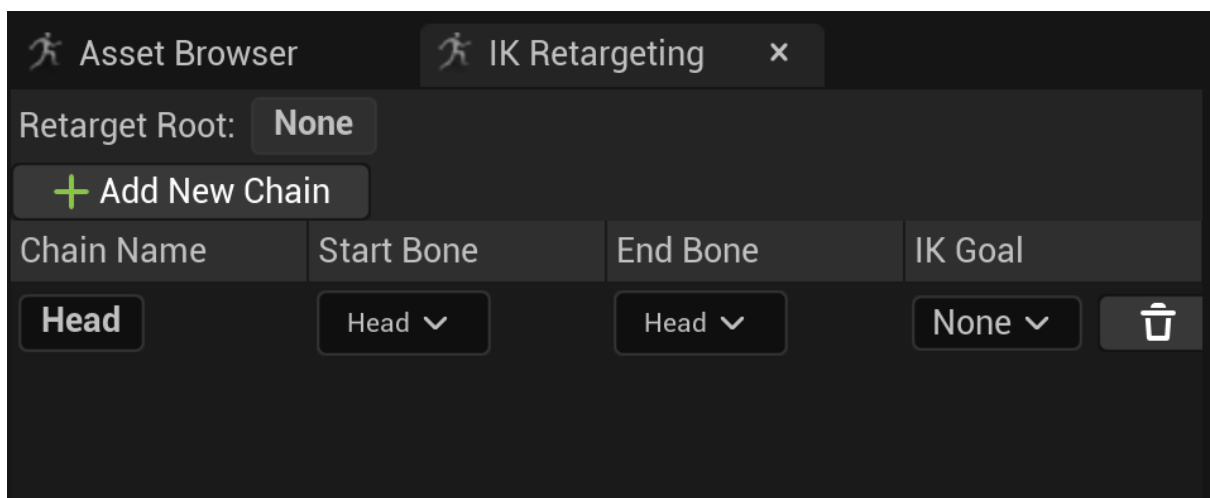 Asset Browser IK Retargeting ×
Retarget Root: None
+ Add New Chain
Chain Name Start Bone End Bone IK Goal
Head Head Head None